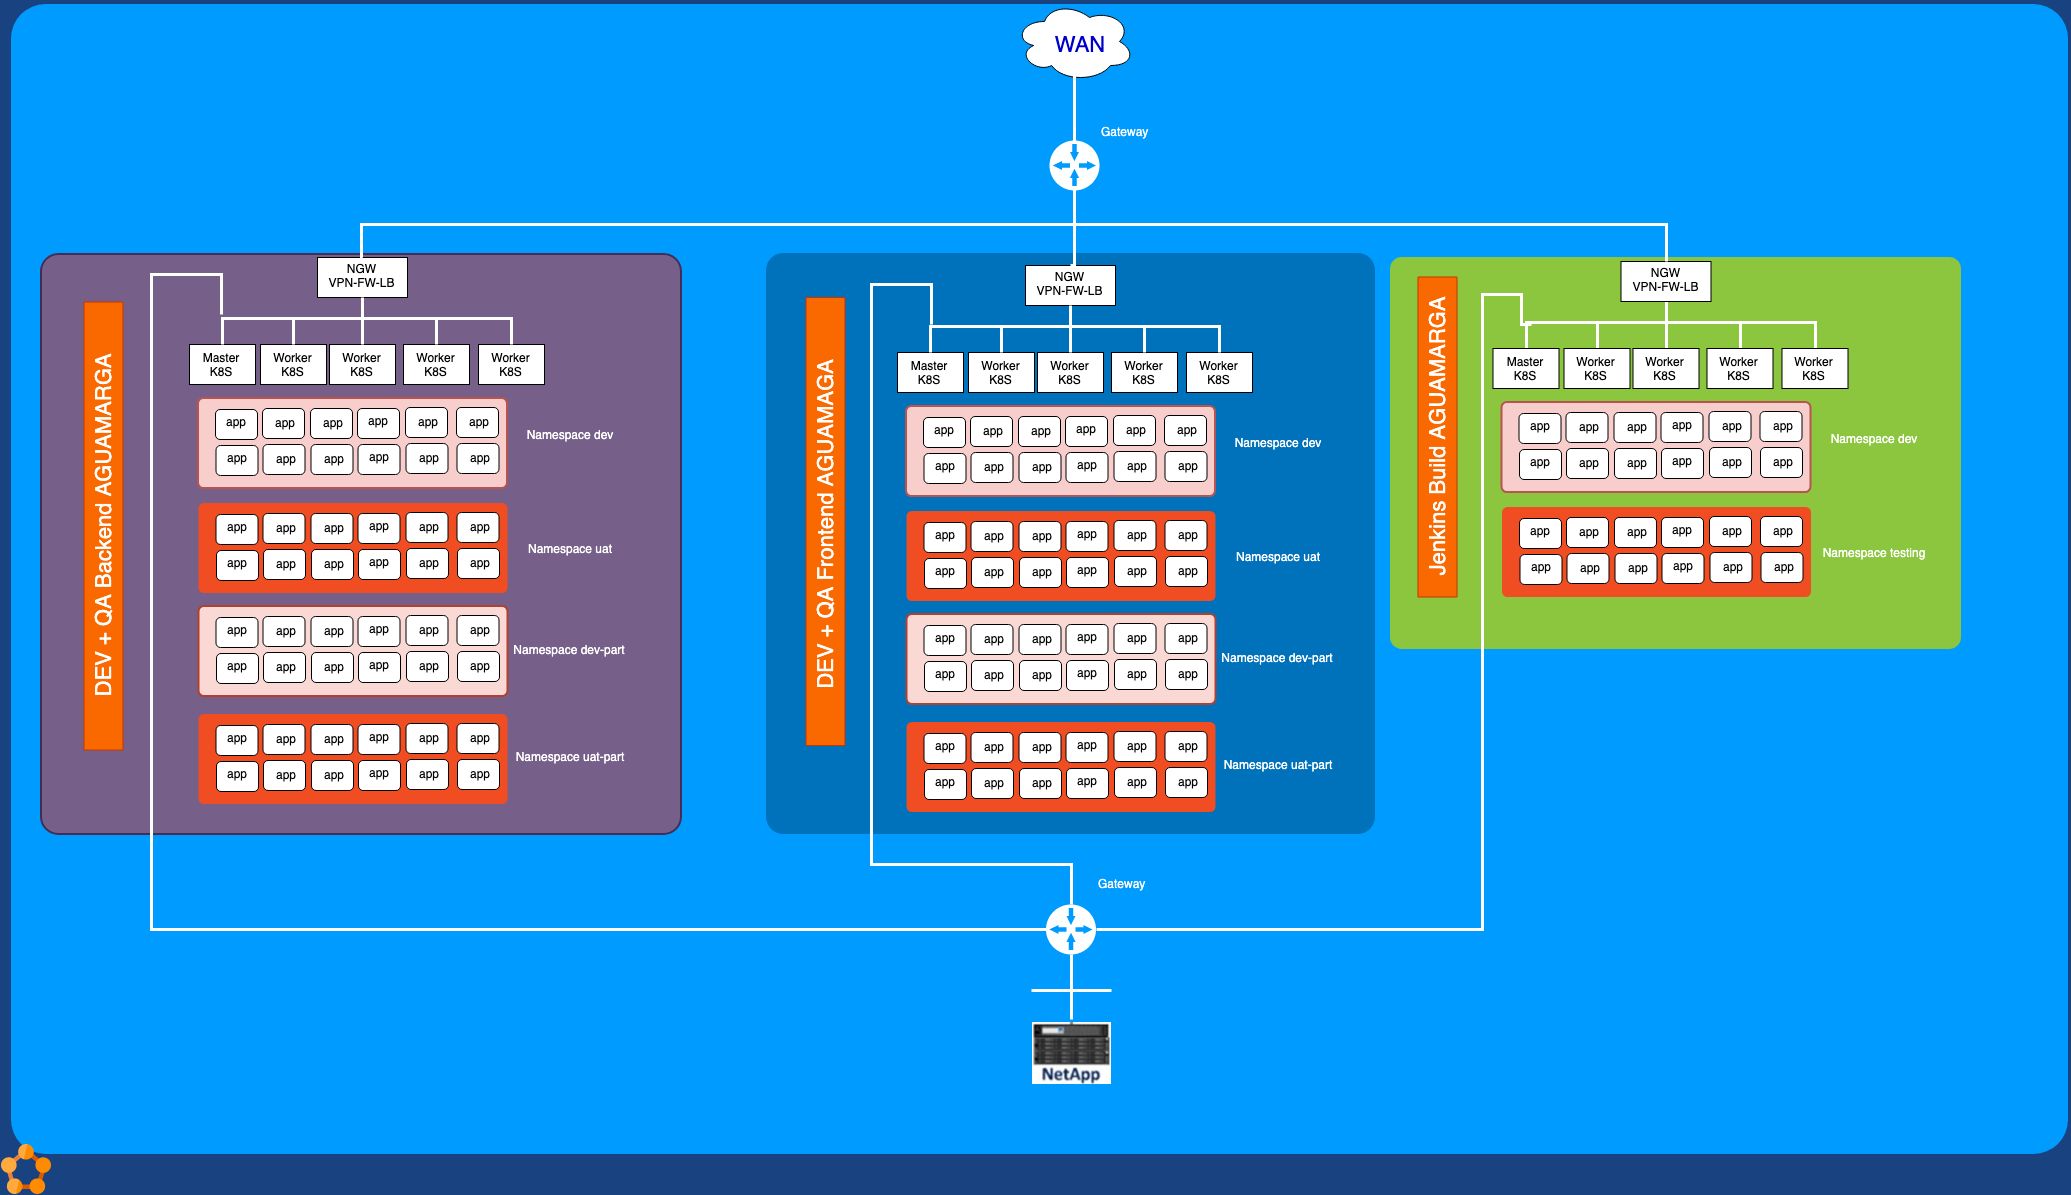 WAN
Gateway
DEV + QA Backend AGUAMARGA
NGW
VPN-FW-LB
Master
K8S
Worker
K8S
Worker
K8S
Worker
K8S
Worker
K8S
app app app app app app
app app app app app app
Namespace dev
app app app app app app
app app app app app app
Namespace uat
app app app app app app
app app app app app app
Namespace dev-part
app app app app app app
app app app app app app
Namespace uat-part
DEV + QA Frontend AGUAMAGA
NGW
VPN-FW-LB
Master
K8S
Worker
K8S
Worker
K8S
Worker
K8S
Worker
K8S
app app app app app app
app app app app app app
Namespace dev
app app app app app app
app app app app app app
Namespace uat
app app app app app app
app app app app app app
Namespace dev-part
app app app app app app
app app app app app app
Namespace uat-part
Jenkins Build AGUAMARGA
NGW
VPN-FW-LB
Master
K8S
Worker
K8S
Worker
K8S
Worker
K8S
Worker
K8S
app app app app app app
app app app app app app
Namespace dev
app app app app app app
app app app app app app
Namespace testing
Gateway
NetApp